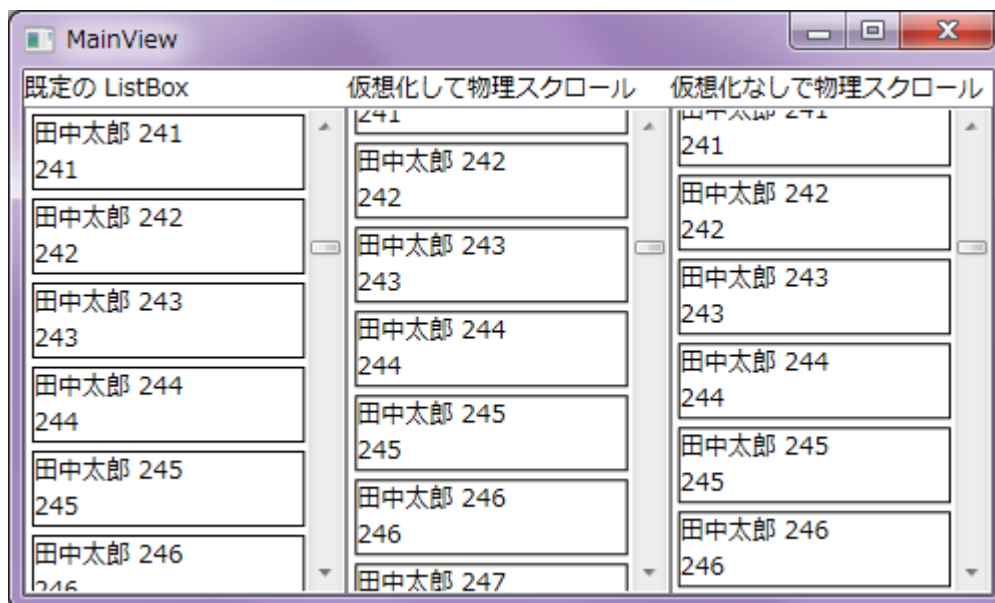 MainView
既定の ListBox
仮想化して物理スクロール
仮想化なしで物理スクロール
田中太郎 241
241
田中太郎 242
242
田中太郎 243
243
田中太郎 244
244
田中太郎 245
245
田中太郎 246
246
241
田中太郎 242
242
田中太郎 243
243
田中太郎 244
244
田中太郎 245
245
田中太郎 246
246
田中太郎 247
田中太郎 241
241
田中太郎 242
242
田中太郎 243
243
田中太郎 244
244
田中太郎 245
245
田中太郎 246
246